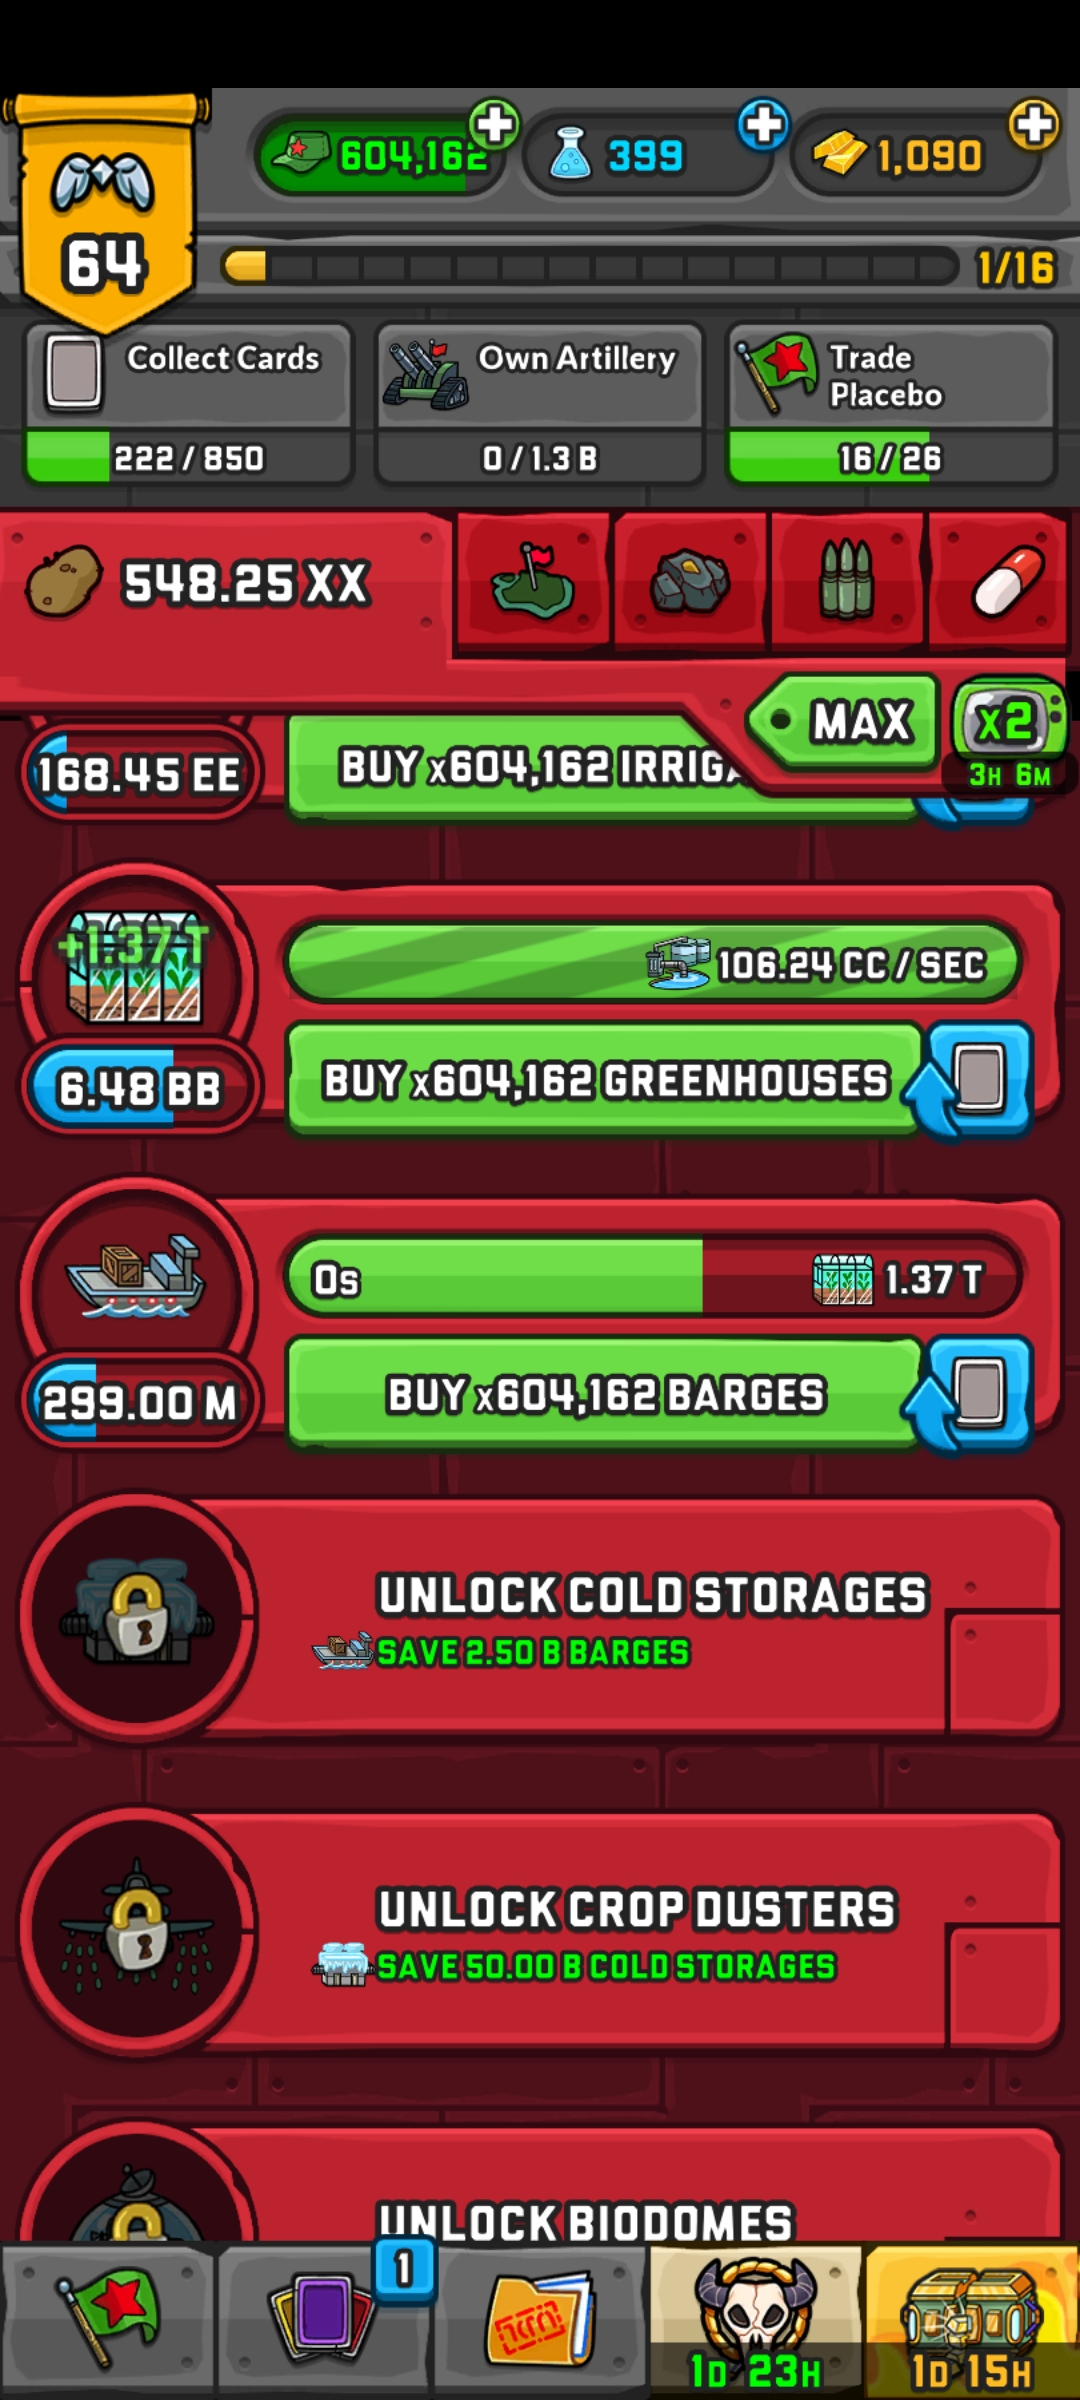 604,162
399
1,090
64
1/16
Collect Cards
222 / 850
Own Artillery
0 / 1.3 B
Trade
Placebo
16 / 26
548.25 XX
MAX
x2
3H 6M
168.45 EE
BUY x604,162 IRRIGA
+1.37 T
106.24 CC / SEC
6.48 BB
BUY x604,162 GREENHOUSES
0s
1.37 T
299.00 M
BUY x604,162 BARGES
UNLOCK COLD STORAGES
SAVE 2.50 B BARGES
UNLOCK CROP DUSTERS
SAVE 50.00 B COLD STORAGES
UNLOCK BIODOMES
1
1D 23H
1D 15H